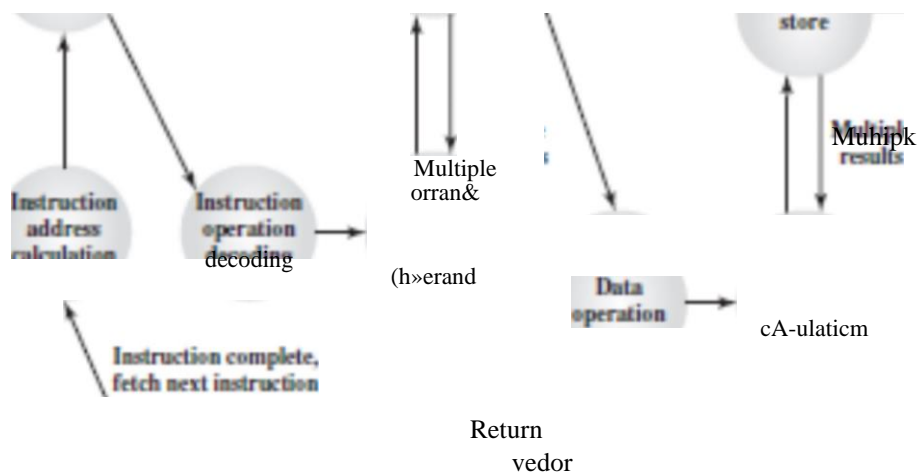 store
Muhipk
results
Multiple
orran&
Instruction
address
calculation
Instruction
operation
decoding
(h»erand
Data
operation
cA-ulaticm
Instruction complete,
fetch next instruction
Return
vedor